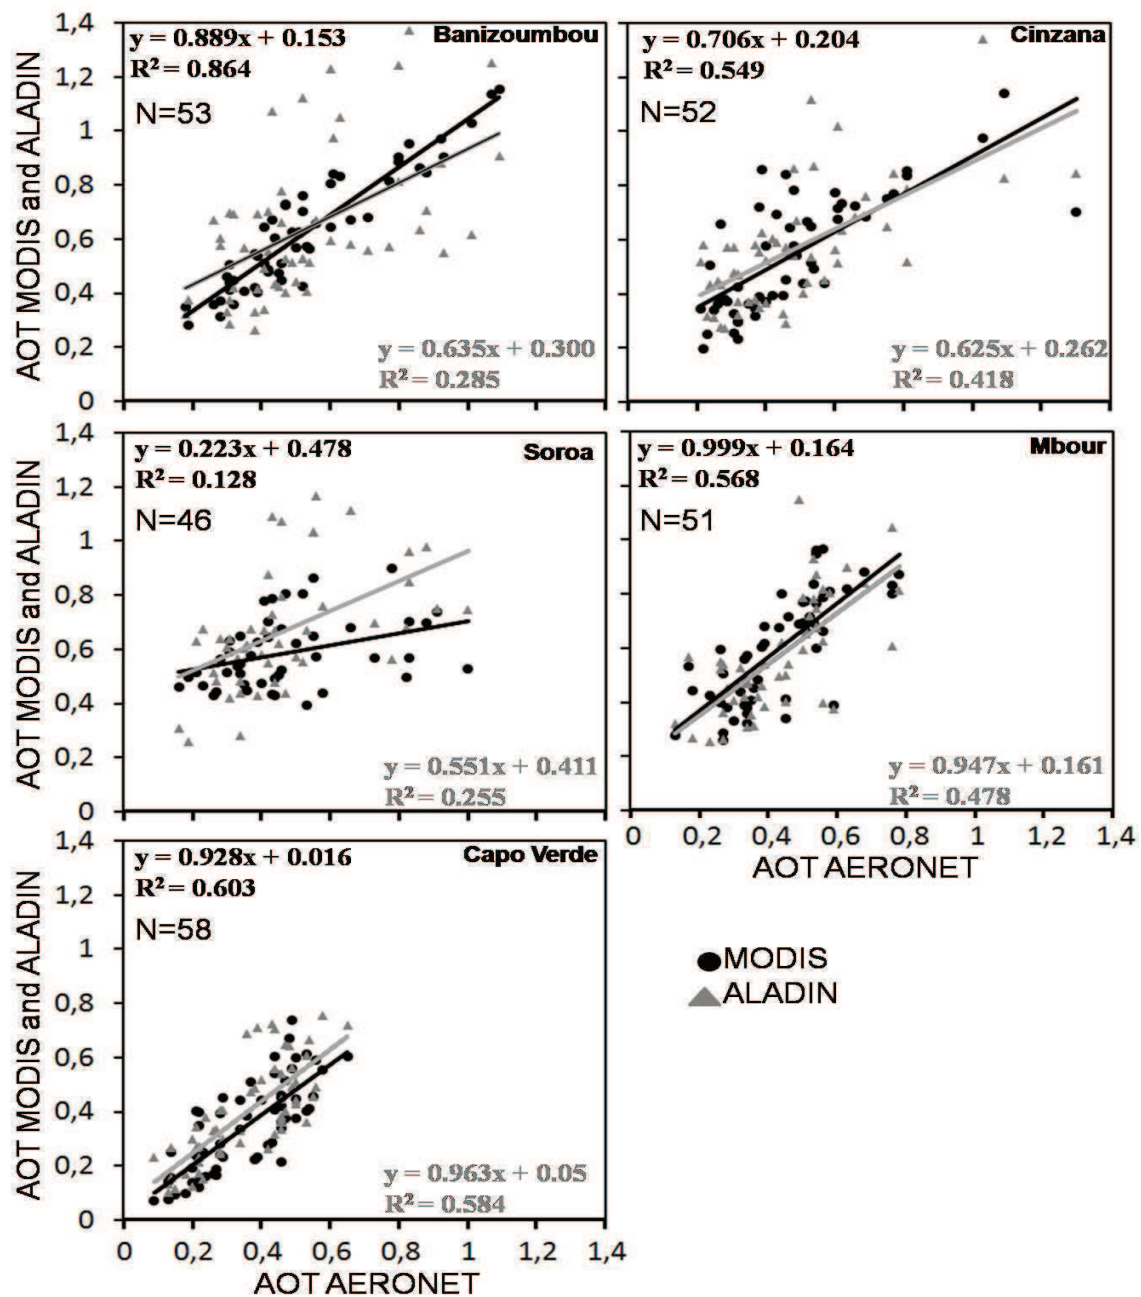 AOT MODIS and ALADIN
1,4
1,2
1
0,8
0,6
0,4
0,2
0
y = 0.889x + 0.153
R² = 0.864
N=53
Banizoumbou
y = 0.635x + 0.300
R² = 0.285
y = 0.706x + 0.204
R² = 0.549
N=52
Cinzana
y = 0.625x + 0.262
R² = 0.418
AOT MODIS and ALADIN
1,4
1,2
1
0,8
0,6
0,4
0,2
0
y = 0.223x + 0.478
R² = 0.128
N=46
Soroa
y = 0.551x + 0.411
R² = 0.255
y = 0.999x + 0.164
R² = 0.568
N=51
Mbour
y = 0.947x + 0.161
R² = 0.478
0 0,2 0,4 0,6 0,8 1 1,2 1,4
AOT AERONET
AOT MODIS and ALADIN
1,4
1,2
1
0,8
0,6
0,4
0,2
0
y = 0.928x + 0.016
R² = 0.603
N=58
Capo Verde
y = 0.963x + 0.05
R² = 0.584
0 0,2 0,4 0,6 0,8 1 1,2 1,4
AOT AERONET
MODIS
ALADIN